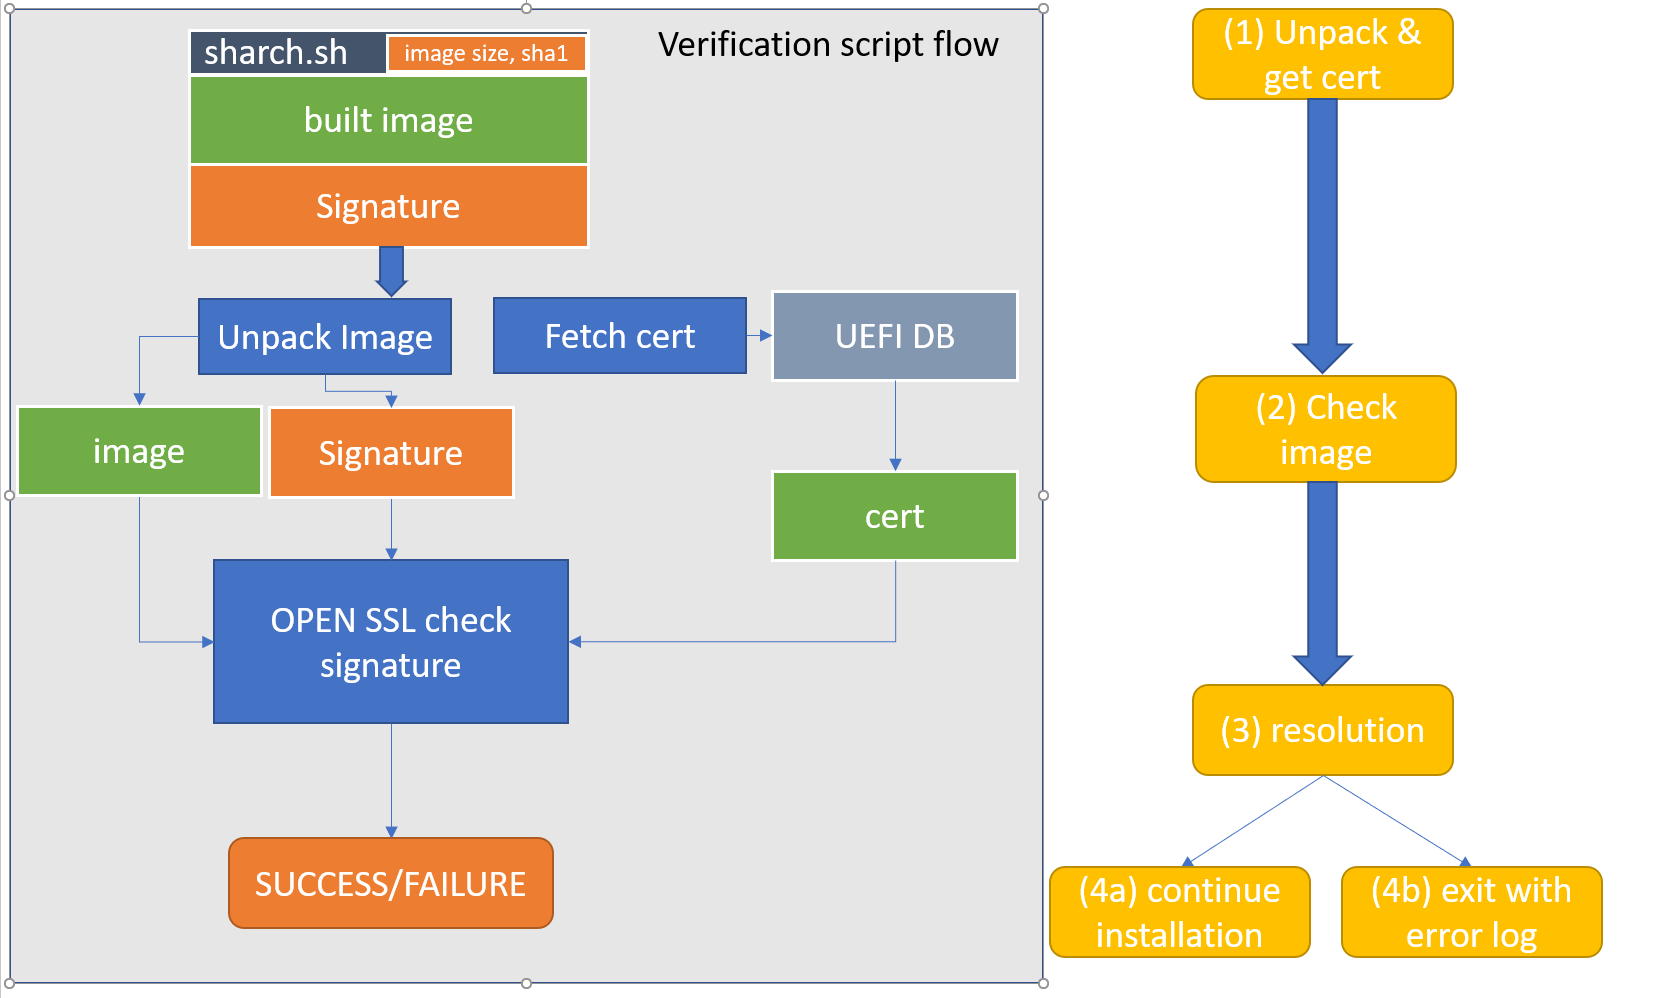 Verification script flow
sharch.sh
image size, sha1
built image
Signature
Unpack Image
Fetch cert
UEFI DB
image
Signature
cert
OPEN SSL check
signature
SUCCESS/FAILURE
(1) Unpack &
get cert
(2) Check
image
(3) resolution
(4a) continue
installation
(4b) exit with
error log